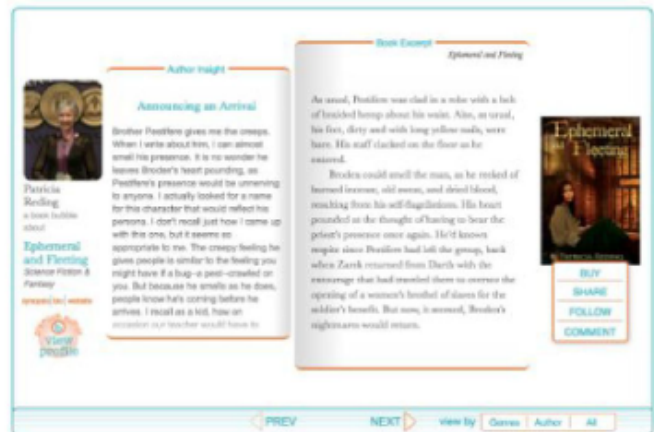 Author Insight
Announcing an Arrival
Brother Pestifere gives me the creeps.
When I write about him, I can almost
smell his presence. It is no wonder he
leaves Broden's heart pounding, as
Pestifere's presence would be unnerving
to anyone. I actually looked for a name
for this character that would reflect his
persona. I don't recall just how I came up
with this one, but it seems so
appropriate to me. The creepy feeling he
gives people is similar to the feeling you
might have if a bug—a pest—crawled on
you. But because he smells as he does,
people know he's coming before he
arrives. I recall as a kid, how on
occasion our teacher would have to
Book Excerpt
Ephemeral and Fleeting
As usual, Pestifere was clad in a robe with a belt
of braided hemp about his waist. Also, as usual,
his feet, dirty and with long yellow nails, were
bare. His staff clacked on the floor as he
entered.
Broden could smell the man, as he reeked of
burned incense, old sweat, and dried blood,
resulting from his self-flagellations. His heart
pounded at the thought of having to bear the
priest's presence once again. He'd known
respite since Pestifere had left the group, back
when Zarek returned from Darth with the
entourage that had traveled there to oversee the
opening of a women's brothel of slaves for the
soldier's benefit. But now, it seemed, Broden's
nightmares would return.
Patricia
Reding
a book bubble
about
Ephemeral
and Fleeting
Science Fiction &
Fantasy
view
profile
Ephemeral
and Fleeting
Patricia Reding
BUY
SHARE
FOLLOW
COMMENT
PREV
NEXT
view by
Genres
Author
All